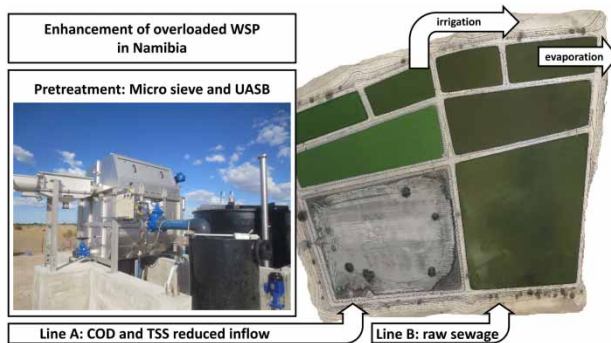 Enhancement of overloaded WSP
in Namibia
irrigation
evaporation
Pretreatment: Micro sieve and UASB
Line A: COD and TSS reduced inflow
Line B: raw sewage